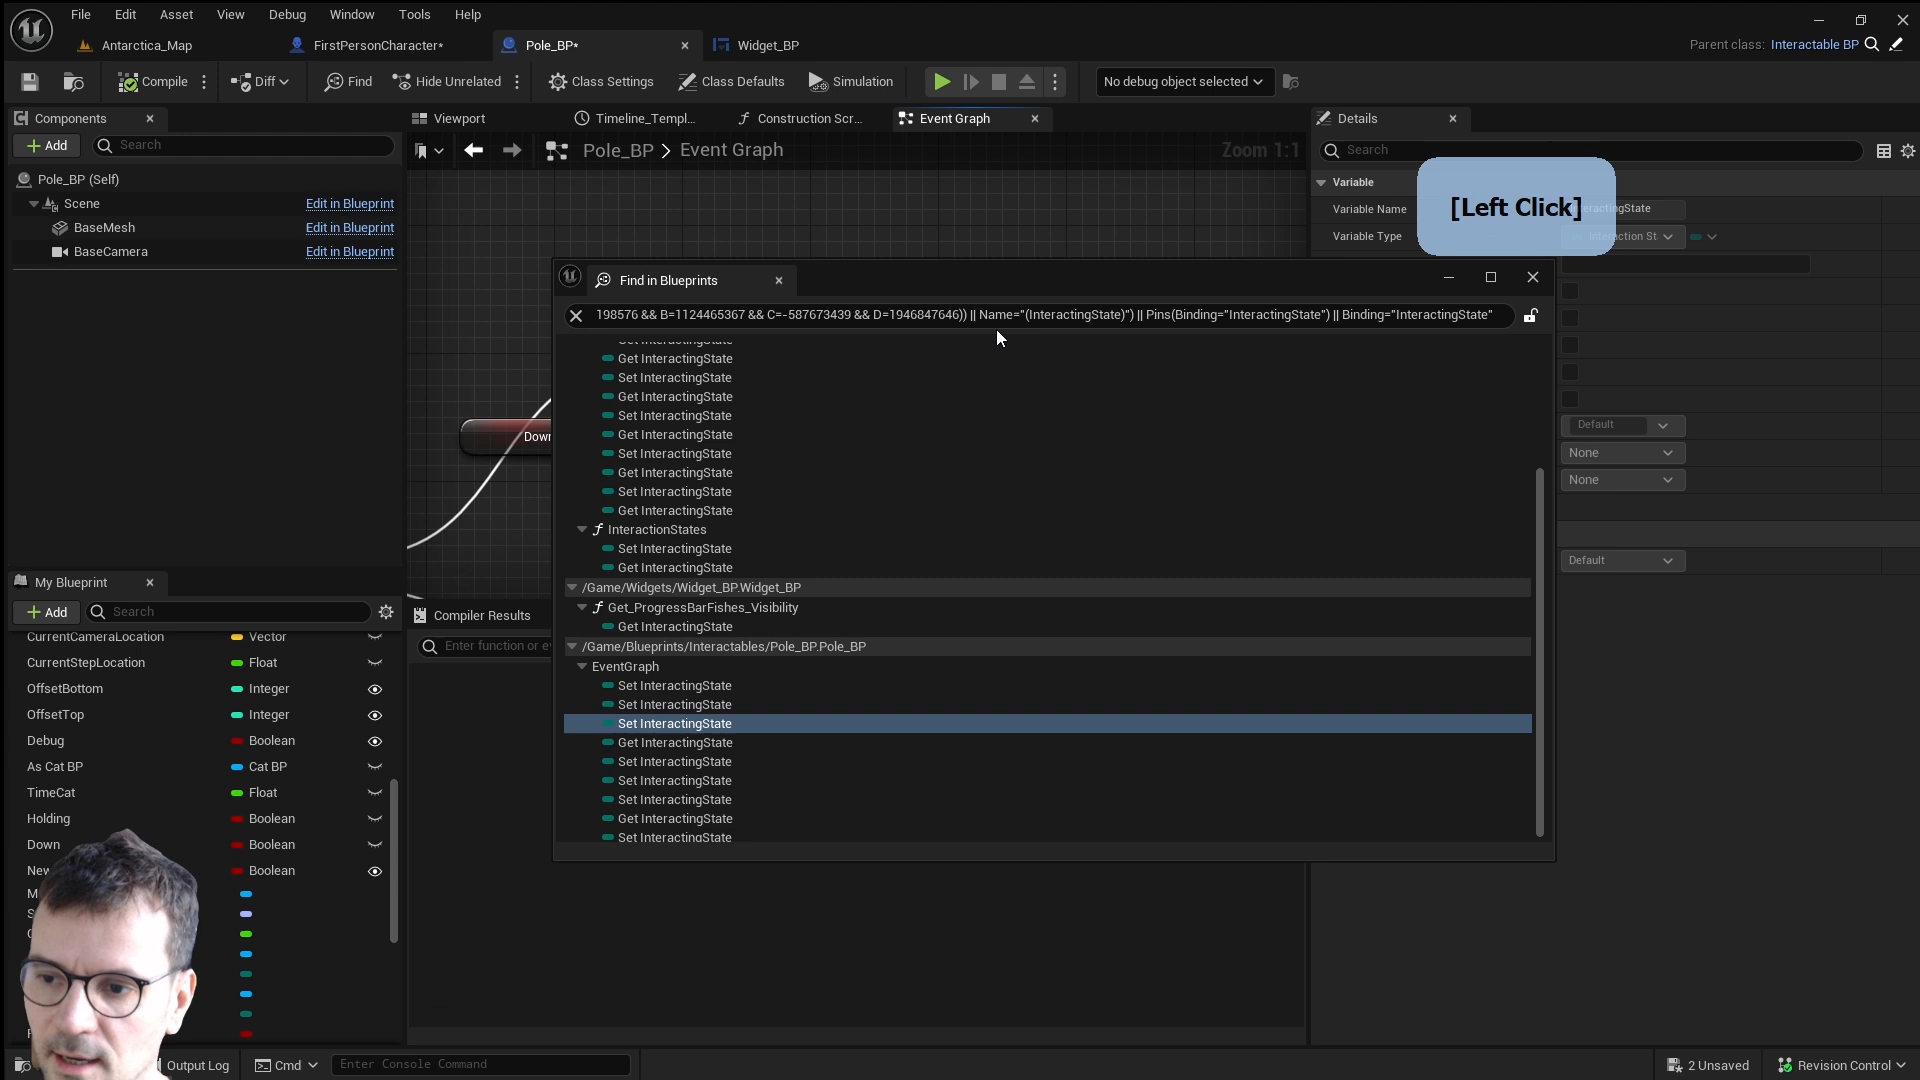 File Edit Asset View Debug Window Tools Help
Antarctica_Map FirstPersonCharacter* Pole_BP* Widget_BP
Parent class: Interactable BP
Compile Diff Find Hide Unrelated Class Settings Class Defaults Simulation No debug object selected
Components Viewport Timeline_Templ... Construction Scr... Event Graph Details
Add Search
Pole_BP > Event Graph Zoom 1:1
Search
Pole_BP (Self)
Variable
[Left Click]
Scene Edit in Blueprint
Variable Name eractingState
BaseMesh Edit in Blueprint
Variable Type Interaction St
BaseCamera Edit in Blueprint
Find in Blueprints
198576 && B=1124465367 && C=-587673439 && D=1946847646)) || Name="(InteractingState)") || Pins(Binding="InteractingState") || Binding="InteractingState"
Get InteractingState
Set InteractingState
Get InteractingState
Set InteractingState
Default
Get InteractingState
Down
Set InteractingState
None
Get InteractingState
None
Set InteractingState
Get InteractingState
InteractionStates
Set InteractingState
Default
Get InteractingState
My Blueprint
/Game/Widgets/Widget_BP.Widget_BP
Add Search
Get_ProgressBarFishes_Visibility
Compiler Results
Get InteractingState
CurrentCameraLocation Vector
Enter function or ev
/Game/Blueprints/Interactables/Pole_BP.Pole_BP
CurrentStepLocation Float
EventGraph
OffsetBottom Integer
Set InteractingState
Set InteractingState
OffsetTop Integer
Set InteractingState
Debug Boolean
Get InteractingState
As Cat BP Cat BP
Set InteractingState
Set InteractingState
TimeCat Float
Set InteractingState
Holding Boolean
Get InteractingState
Set InteractingState
Down Boolean
New Boolean
Output Log Cmd Enter Console Command 2 Unsaved Revision Control